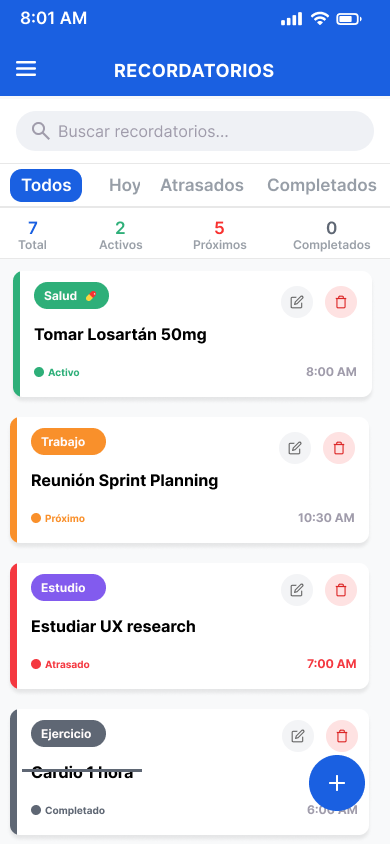 8:01 AM
RECORDATORIOS
Buscar recordatorios...
Todos Hoy Atrasados Completados
7 2 5 0
Total Activos Próximos Completados
Salud
Tomar Losartán 50mg
Activo 8:00 AM
Trabajo
Reunión Sprint Planning
Próximo 10:30 AM
Estudio
Estudiar UX research
Atrasado 7:00 AM
Ejercicio
Cardio 1 hora
Completado 6:00 AM